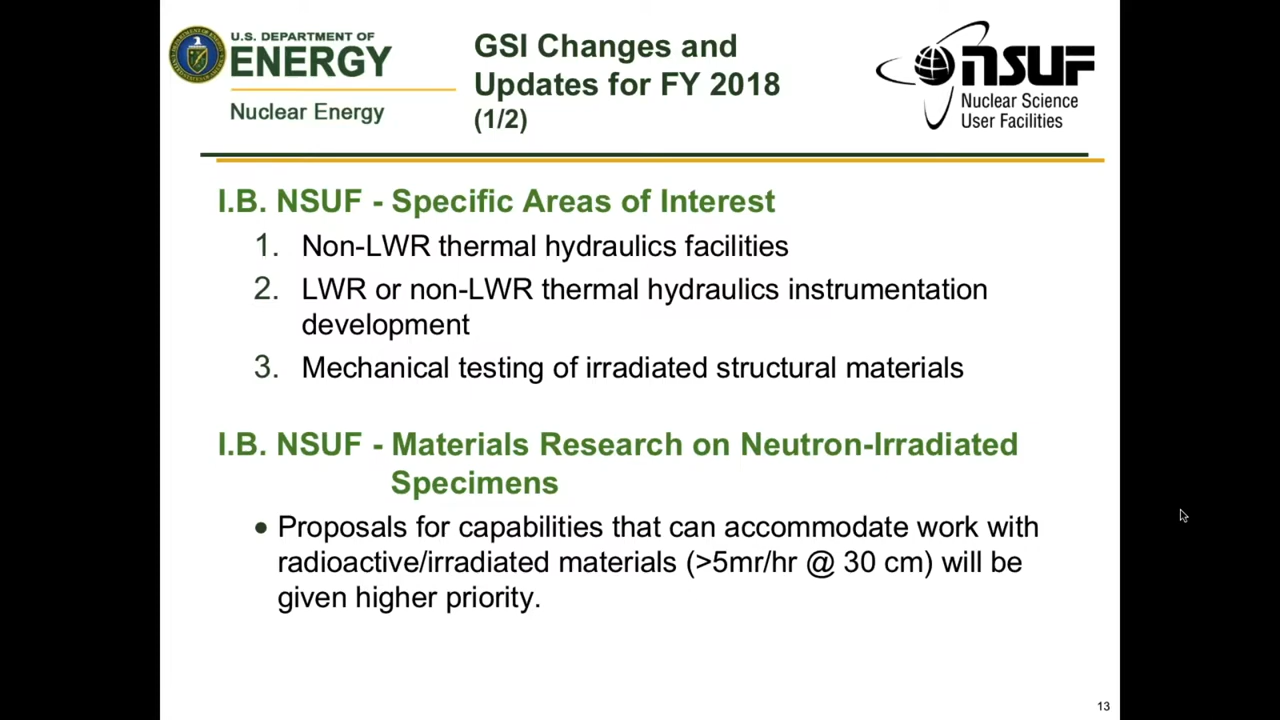 U.S. DEPARTMENT OF
ENERGY
Nuclear Energy
GSI Changes and
Updates for FY 2018
(1/2)
nsuf
Nuclear Science
User Facilities
I.B. NSUF - Specific Areas of Interest
1. Non-LWR thermal hydraulics facilities
2. LWR or non-LWR thermal hydraulics instrumentation
development
3. Mechanical testing of irradiated structural materials
I.B. NSUF - Materials Research on Neutron-Irradiated
Specimens
• Proposals for capabilities that can accommodate work with
radioactive/irradiated materials (>5mr/hr @ 30 cm) will be
given higher priority.
13